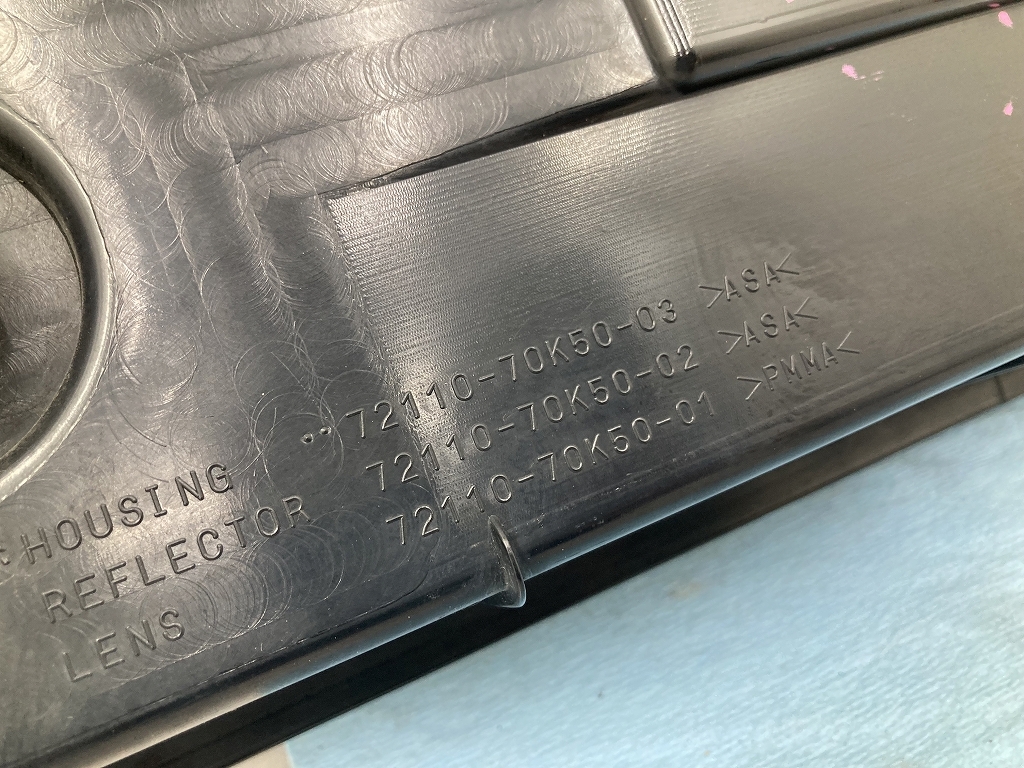 :HOUSING ··72110-70K50-03 >ASA<
REFLECTOR 72110-70K50-02 >ASA<
LENS 72110-70K50-01 >PMMA<